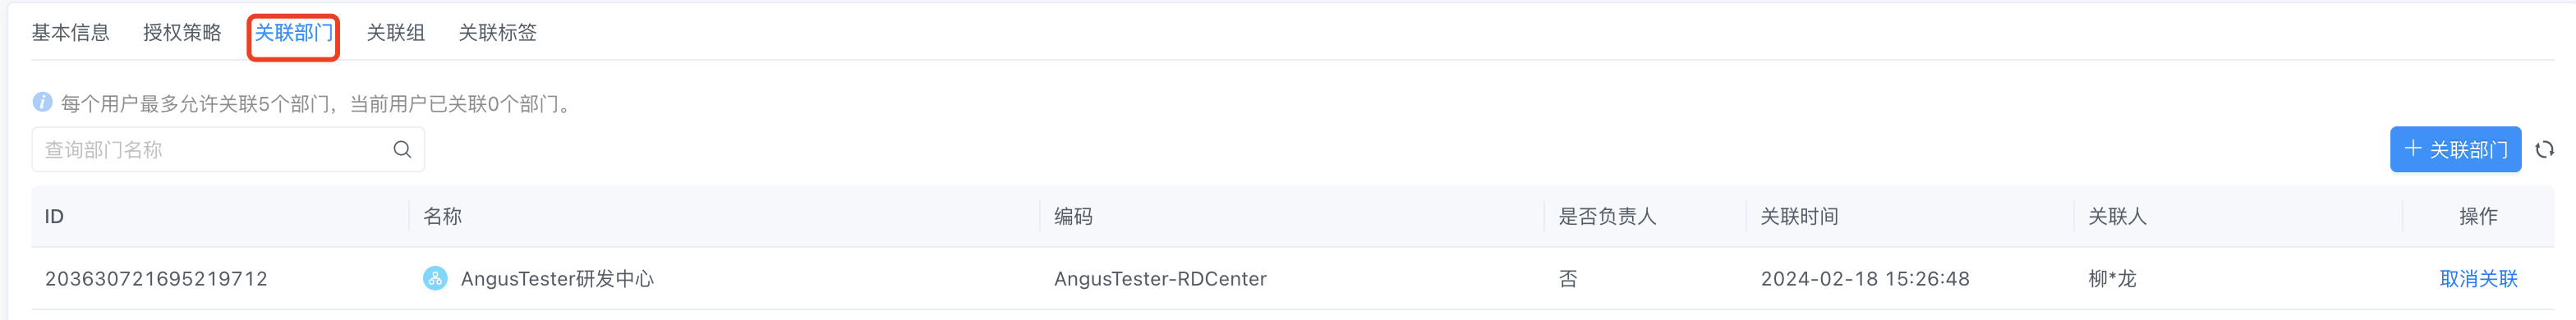 基本信息 授权策略 关联部门 关联组 关联标签
每个用户最多允许关联5个部门，当前用户已关联0个部门。
查询部门名称 + 关联部门
ID 名称 编码 是否负责人 关联时间 关联人 操作
203630721695219712 AngusTester研发中心 AngusTester-RDCenter 否 2024-02-18 15:26:48 柳*龙 取消关联